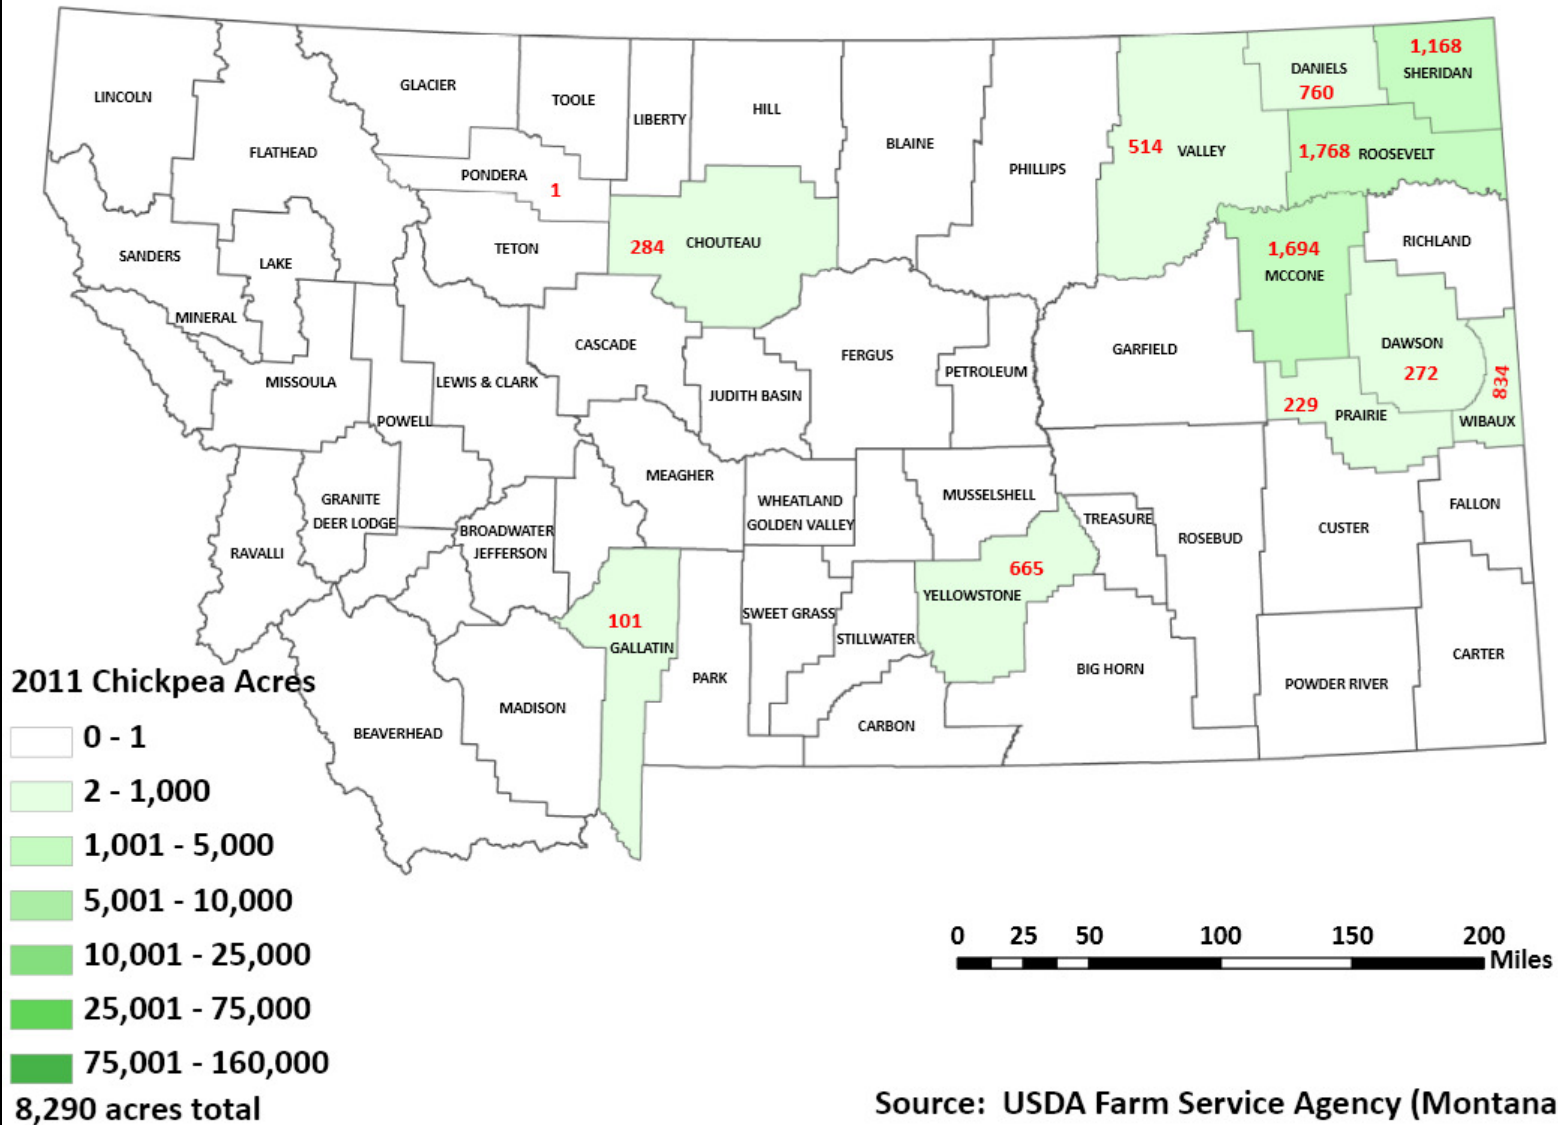 1,168
SHERIDAN
DANIELS
760
GLACIER
TOOLE
LINCOLN
HILL
LIBERTY
BLAINE
514 VALLEY
1,768 ROOSEVELT
FLATHEAD
PHILLIPS
PONDERA
1
284 CHOUTEAU
TETON
SANDERS
LAKE
1,694
MCCONE
RICHLAND
MINERAL
CASCADE
FERGUS
GARFIELD
DAWSON
272
834
WIBAUX
MISSOULA
LEWIS & CLARK
JUDITH BASIN
PETROLEUM
229
PRAIRIE
POWELL
MEAGHER
WHEATLAND
GOLDEN VALLEY
MUSSELSHELL
TREASURE
ROSEBUD
CUSTER
FALLON
GRANITE
DEER LODGE
BROADWATER
JEFFERSON
RAVALLI
665
YELLOWSTONE
101
GALLATIN
SWEET GRASS
STILLWATER
BIG HORN
CARTER
PARK
POWDER RIVER
MADISON
CARBON
BEAVERHEAD
2011 Chickpea Acres
0 - 1
2 - 1,000
1,001 - 5,000
5,001 - 10,000
10,001 - 25,000
25,001 - 75,000
75,001 - 160,000
8,290 acres total
0 25 50 100 150 200
Miles
Source: USDA Farm Service Agency (Montana